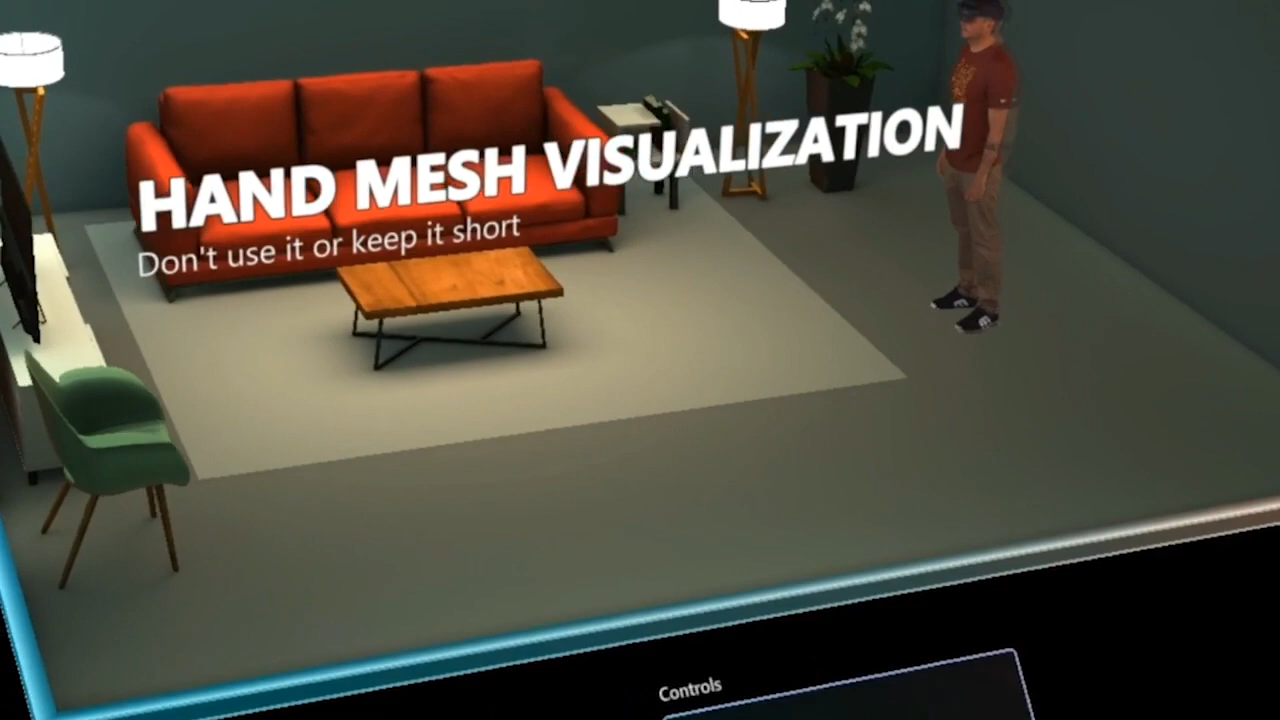 HAND MESH VISUALIZATION
Don't use it or keep it short
Controls